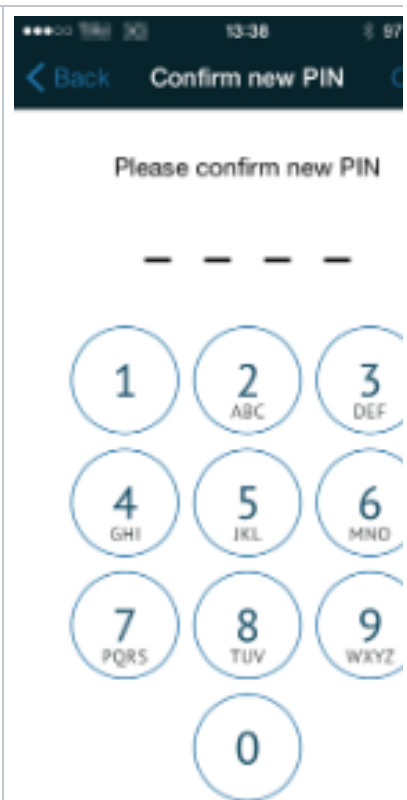 13:38 97
Back Confirm new PIN C
Please confirm new PIN
1 2 3
ABC DEF
4 5 6
GHI JKL MNO
7 8 9
PQRS TUV WXYZ
0